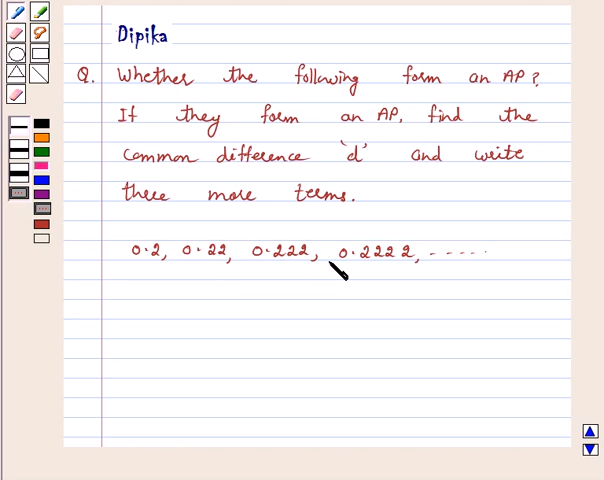 Dipika
Q. Whether the following form an AP?
If they form an AP, find the
common difference 'd' and write
three more terms.
0.2, 0.22, 0.222, 0.2222, -----